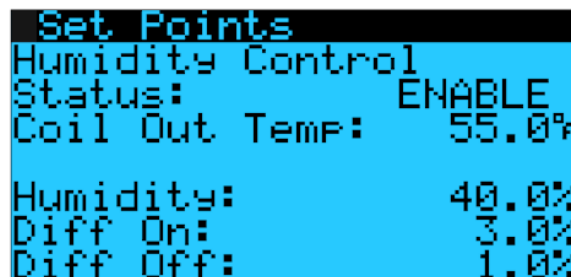 Set Points
Humidity Control
Status: ENABLE
Coil Out Temp: 55.0°F
Humidity: 40.0%
Diff On: 3.0%
Diff Off: 1.0%